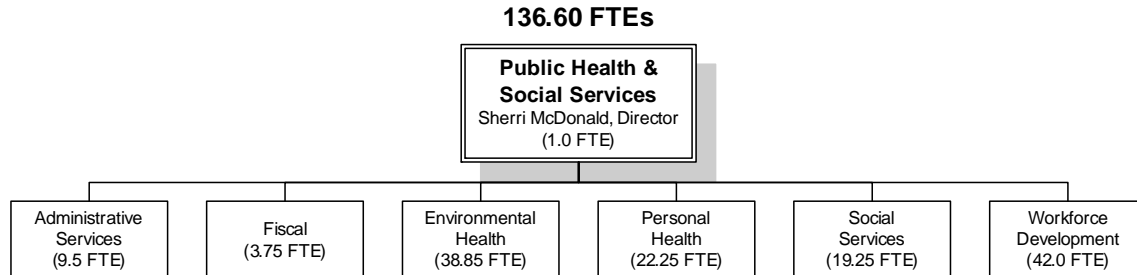 136.60 FTEs
Public Health &
Social Services
Sherri McDonald, Director
(1.0 FTE)
Administrative
Services
(9.5 FTE)
Fiscal
(3.75 FTE)
Environmental
Health
(38.85 FTE)
Personal
Health
(22.25 FTE)
Social
Services
(19.25 FTE)
Workforce
Development
(42.0 FTE)